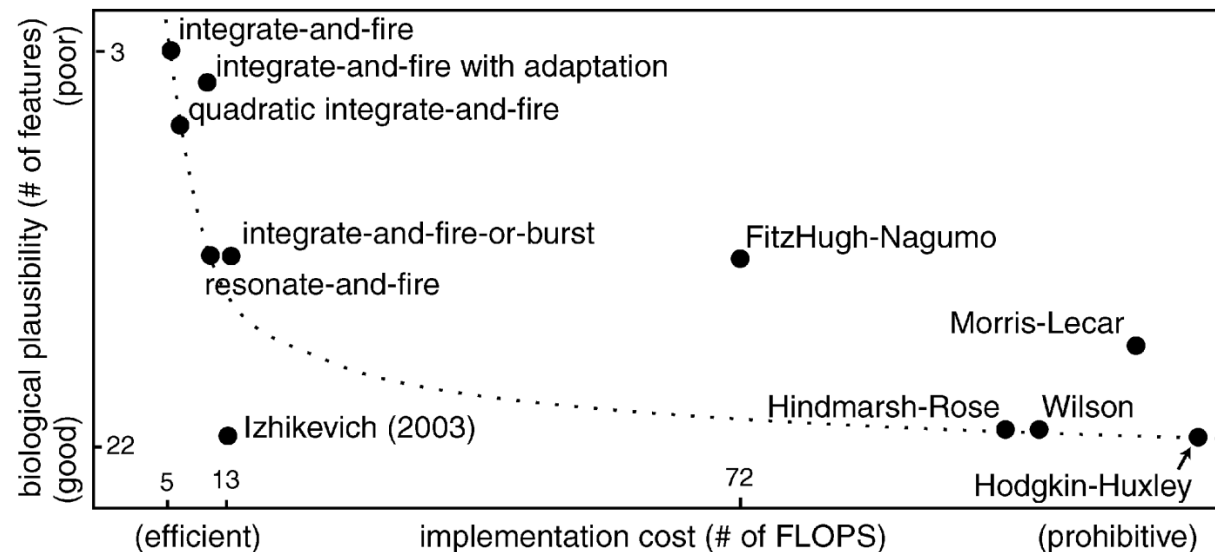 integrate-and-fire
3
integrate-and-fire with adaptation
quadratic integrate-and-fire
integrate-and-fire-or-burst
resonate-and-fire
FitzHugh-Nagumo
Morris-Lecar
Hindmarsh-Rose
Wilson
Izhikevich (2003)
Hodgkin-Huxley
22
biological plausibility (# of features)
(good)
(poor)
5
13
72
(efficient)
implementation cost (# of FLOPS)
(prohibitive)